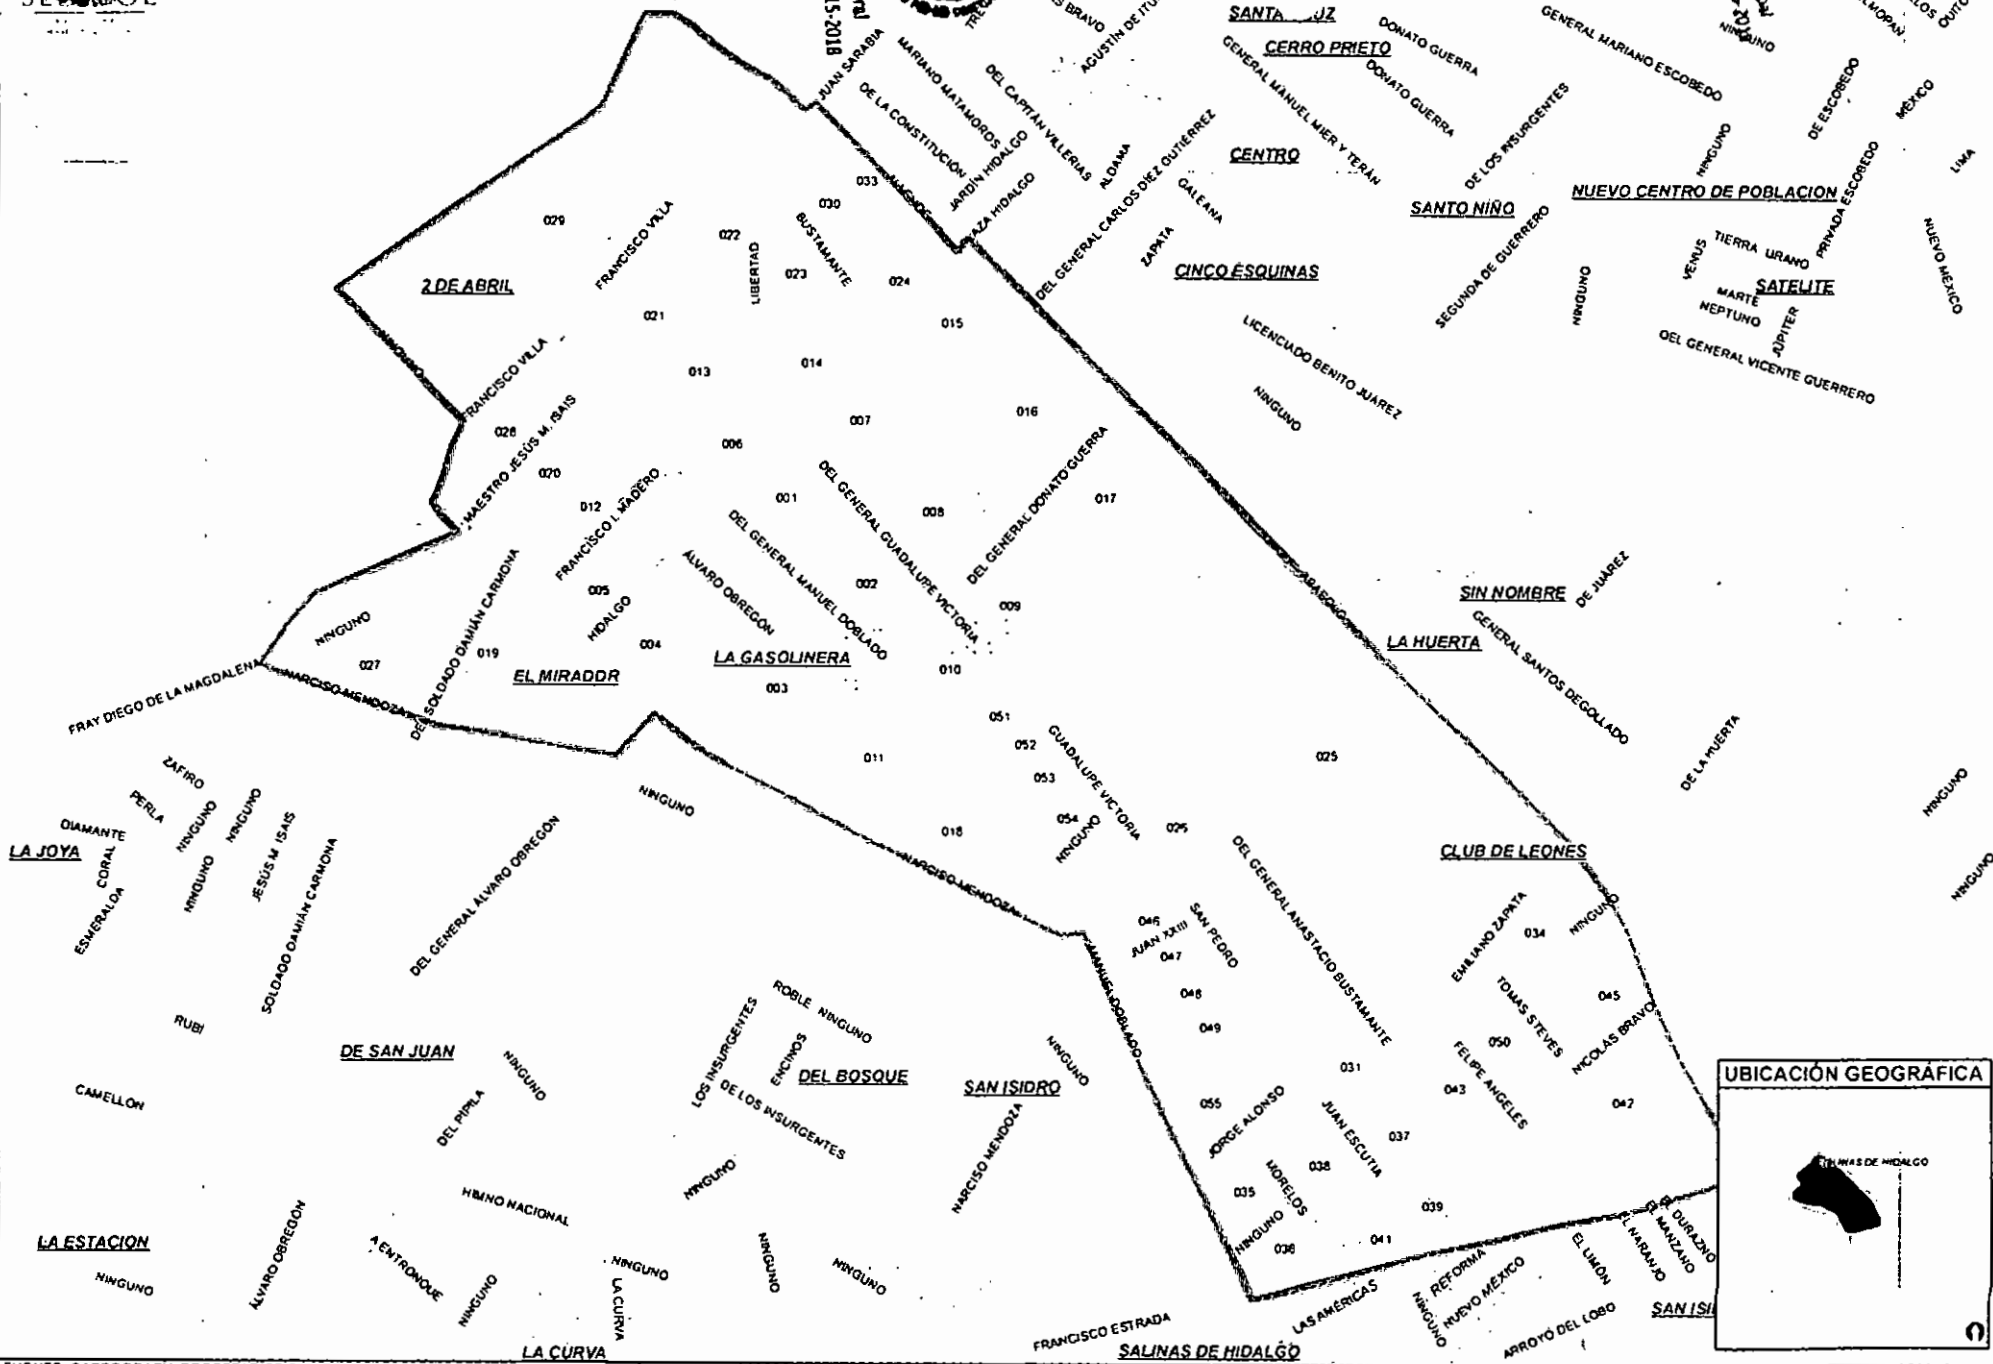 15-2018
JUAN SARABIA
MARIANO MATAMOROS
DE LA CONSTITUCIÓN
DEL CAPITÁN VILLERIAS
JARDÍN HIDALGO
ALDAMA
DEL GENERAL CARLOS DIEZ GUTIÉRREZ
CERRO PRIETO
DONATO GUERRA
DONATO GUERRA
GENERAL MANUEL MIER Y TERÁN
GENERAL MARIANO ESCOBEDO
NINGUNO
DE ESCOBEDO
MÉXICO
LIMA
CENTRO
GALEANA
ZAPATA
DE LOS INSURGENTES
SANTO NIÑO
NINGUNO
NUEVO CENTRO DE POBLACION
PRIVADA ESCOBEDO
NUEVO MÉXICO
CINCO ESQUINAS
SEGUNDA DE GUERRERO
NINGUNO
VENUS
TIERRA
URANO
SATELITE
MARTE
NEPTUNO
JÚPITER
DEL GENERAL VICENTE GUERRERO
LICENCIADO BENITO JUAREZ
NINGUNO
033
030
029
022
023
024
FRANCISCO VILLA
LIBERTAD
BUSTAMANTE
2 DE ABRIL
021
015
014
013
016
007
006
NINGUNO
FRANCISCO VILLA
028
MAESTRO JESÚS M. ISAIS
020
012
FRANCISCO I. MADERO
001
008
017
DEL GENERAL GUADALUPE VICTORIA
DEL GENERAL DONATO GUERRA
DEL GENERAL MANUEL DOBLADO
ÁLVARO OBREGÓN
002
009
005
HIDALGO
004
LA GASOLINERA
003
010
EL MIRADOR
019
DEL SOLDADO DAMIÁN CARMONA
NINGUNO
027
NARCISO MENDOZA
FRAY DIEGO DE LA MAGDALENA
SIN NOMBRE
DE JUÁREZ
LA HUERTA
GENERAL SANTOS DEGOLLADO
DE LA HUERTA
NINGUNO
NINGUNO
051
052
053
054
GUADALUPE VICTORIA
NINGUNO
025
025
011
018
NINGUNO
NARCISO MENDOZA
ZAFIRO
PERLA
NINGUNO
NINGUNO
DIAMANTE
CORAL
LA JOYA
ESMERALDA
NINGUNO
JESÚS M ISAIS
SOLDADO DAMIÁN CARMONA
DEL GENERAL ALVARO OBREGÓN
CLUB DE LEONES
DEL GENERAL ANASTACIO BUSTAMANTE
EMILIANO ZAPATA
034
NINGUNO
045
TOMAS STEVES
NICOLAS BRAVO
050
FELIPE ANGELES
043
042
046
JUAN XXIII
SAN PEDRO
047
048
049
MANUEL DOBLADO
031
055
JORGE ALONSO
JUAN ESCUTIA
037
038
MORELOS
035
NINGUNO
036
039
041
RUBI
CAMELLÓN
DE SAN JUAN
NINGUNO
DEL PIPILA
ROBLE
NINGUNO
LOS INSURGENTES
ENCINOS
DEL BOSQUE
DE LOS INSURGENTES
SAN ISIDRO
NINGUNO
NARCISO MENDOZA
NINGUNO
HIMNO NACIONAL
LA ESTACION
NINGUNO
ÁLVARO OBREGÓN
A ENTRONQUE
NINGUNO
NINGUNO
LA CURVA
NINGUNO
NINGUNO
LA CURVA
FRANCISCO ESTRADA
SALINAS DE HIDALGO
LAS AMÉRICAS
REFORMA
NUEVO MÉXICO
NINGUNO
EL LIMÓN
EL NARANJO
EL MANZANO
EL DURAZNO
ARROYO DEL LOBO
SAN ISI
UBICACIÓN GEOGRÁFICA